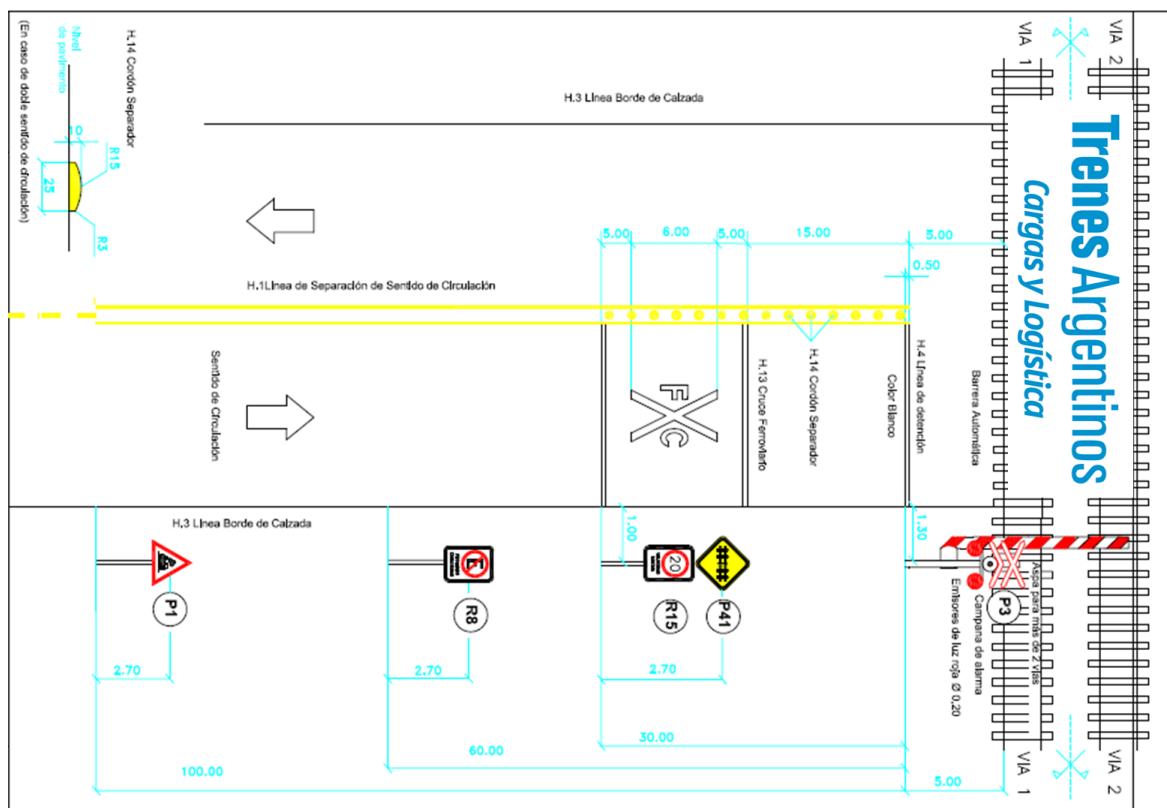 H.14 Cordón Separador
Nivel
de pavimento
(En caso de doble sentido de circulación)
10
R15
25
R3
H.3 Línea Borde de Calzada
VIA 1
VIA 2
Trenes Argentinos
Cargas y Logística
5.00
6.00
5.00
15.00
5.00
0.50
H.1Línea de Separación de Sentido de Circulación
Sentido de Circulación
F
C
H.13 Cruce Ferroviario
H.14 Cordón Separador
Color Blanco
H.4 Línea de detención
Barrera Automática
H.3 Línea Borde de Calzada
1.00
1.30
20
P1
R8
R15
P41
P3
Aspa para más de 2 vías
Campana de alarma
Emisores de luz roja Ø 0,20
2.70
2.70
2.70
30.00
60.00
100.00
5.00
VIA 1
VIA 2